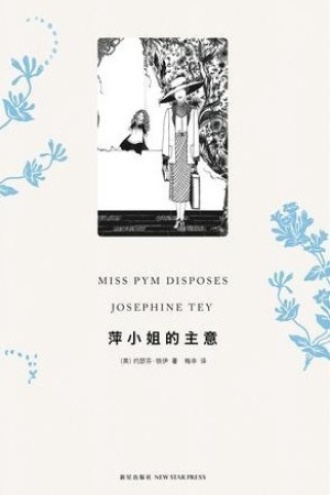 MISS PYM DISPOSES
JOSEPHINE TEY
萍小姐的主意
(英) 约瑟芬·铁伊 著 梅非 译
新星出版社 NEW STAR PRESS